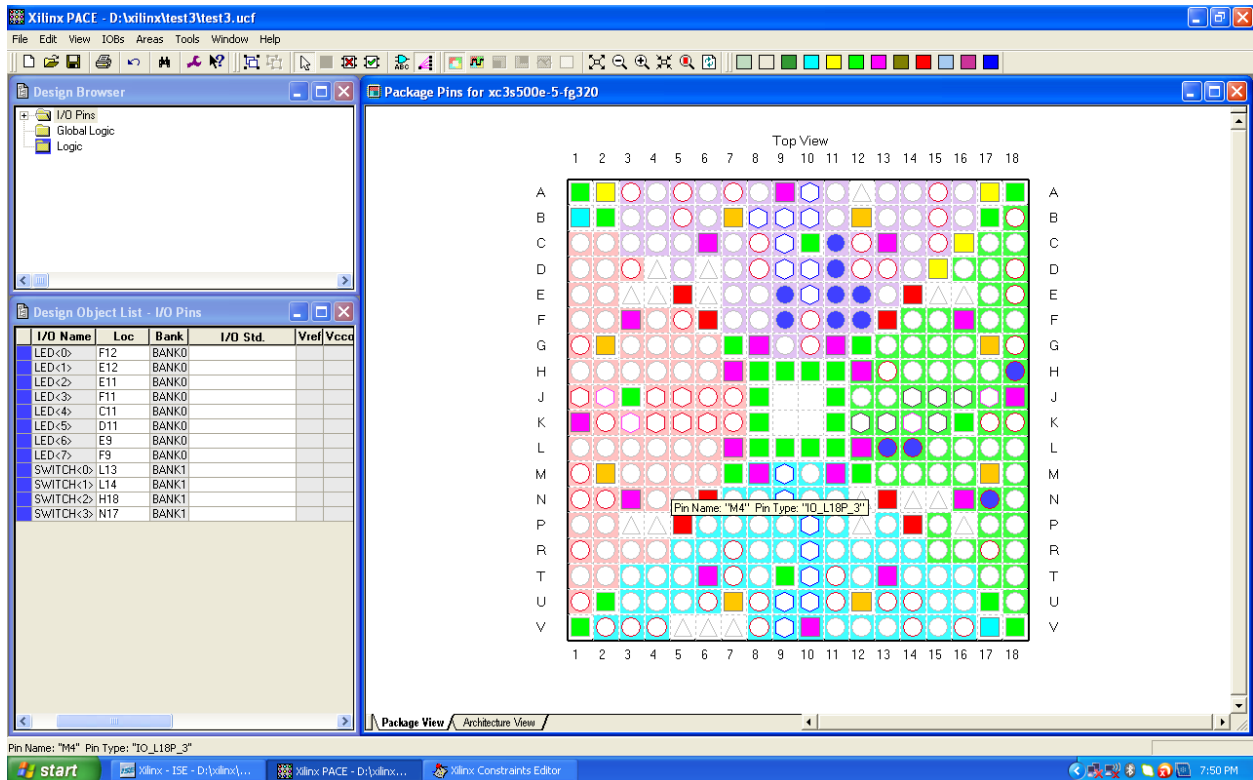 Xilinx PACE - D:\xilinx\test3\test3.ucf
File Edit View IOBs Areas Tools Window Help
Design Browser
I/O Pins
Global Logic
Logic
Design Object List - I/O Pins
I/O Name Loc Bank I/O Std. Vref Vcco
LED<0> F12 BANK0
LED<1> E12 BANK0
LED<2> E11 BANK0
LED<3> F11 BANK0
LED<4> C11 BANK0
LED<5> D11 BANK0
LED<6> E9 BANK0
LED<7> F9 BANK0
SWITCH<0> L13 BANK1
SWITCH<1> L14 BANK1
SWITCH<2> H18 BANK1
SWITCH<3> N17 BANK1
Package Pins for xc3s500e-5-fg320
Top View
1 2 3 4 5 6 7 8 9 10 11 12 13 14 15 16 17 18
A A
B B
C C
D D
E E
F F
G G
H H
J J
K K
L L
M M
N N
Pin Name: "M4" Pin Type: "IO_L18P_3"
P P
R R
T T
U U
V V
1 2 3 4 5 6 7 8 9 10 11 12 13 14 15 16 17 18
Package View Architecture View
Pin Name: "M4" Pin Type: "IO_L18P_3"
start Xilinx - ISE - D:\xilinx\... Xilinx PACE - D:\xilinx... Xilinx Constraints Editor 7:50 PM